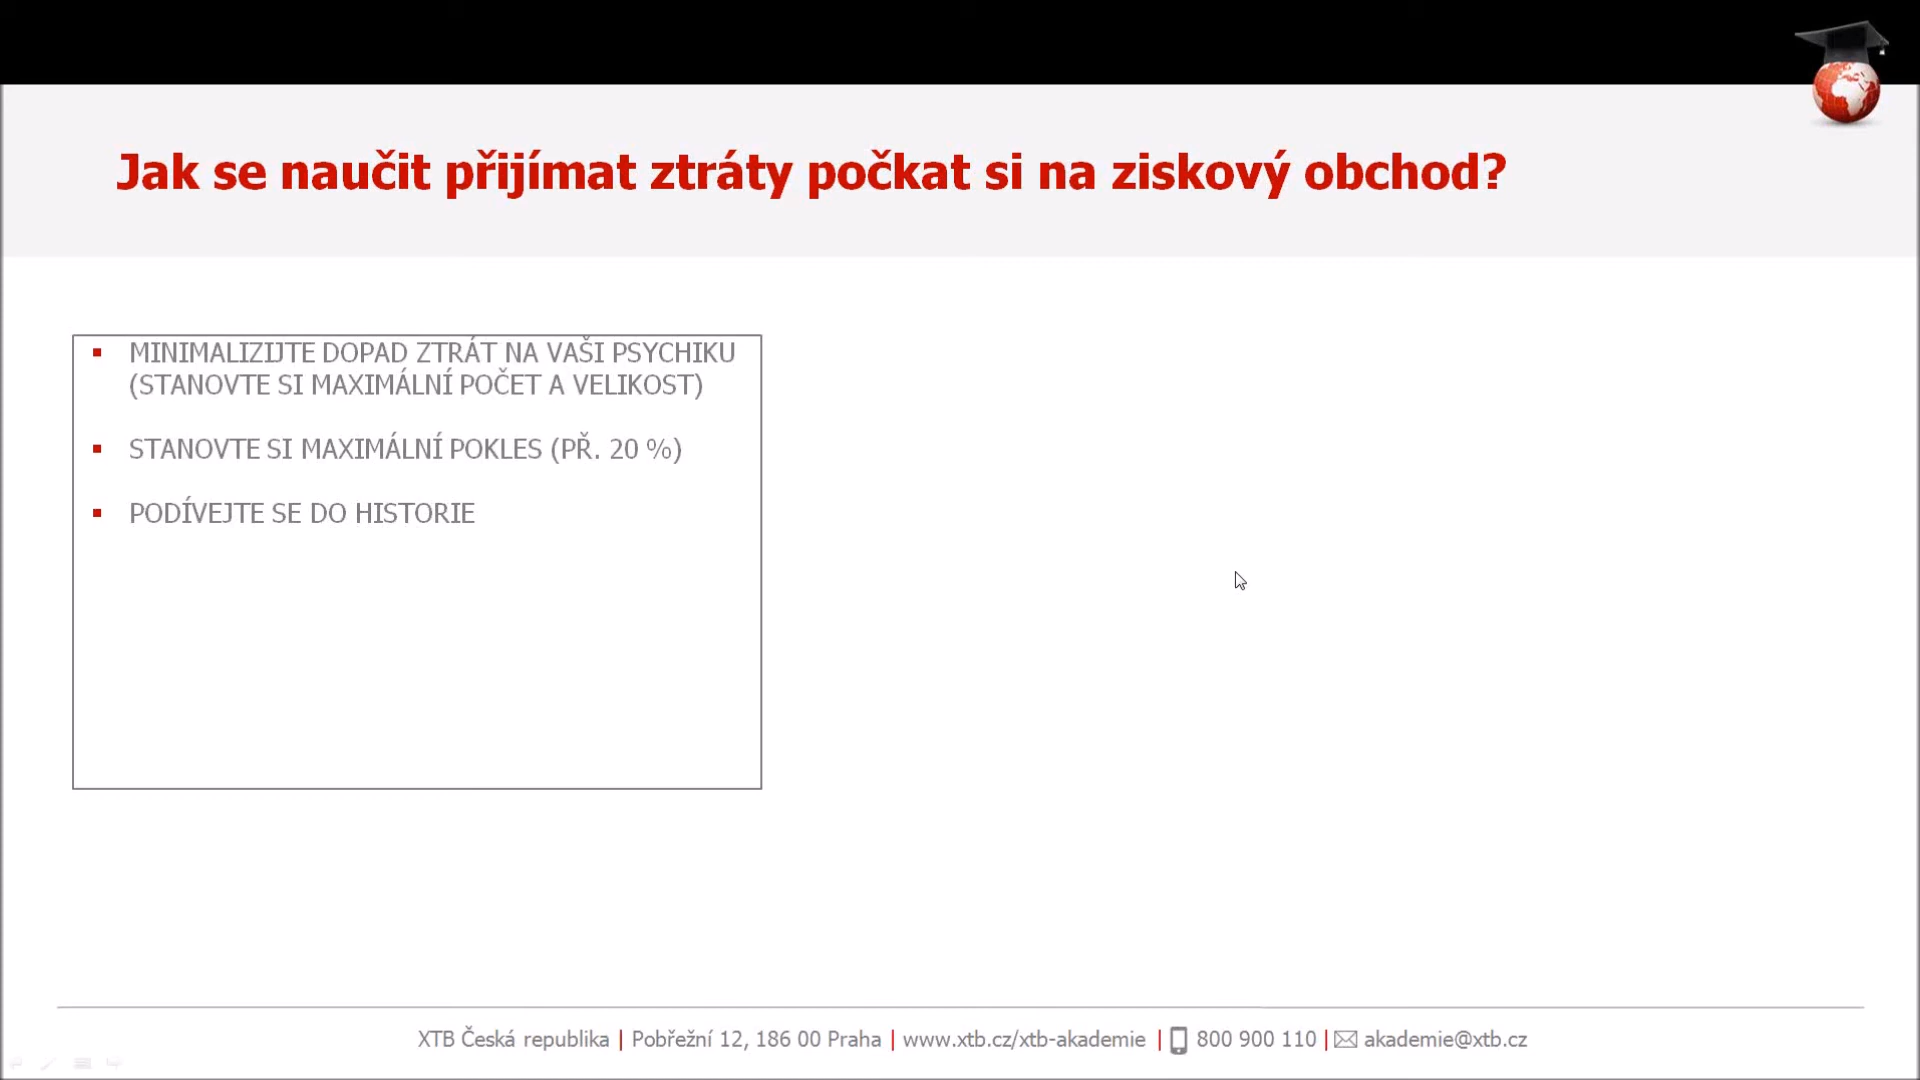 Jak se naučit přijímat ztráty počkat si na ziskový obchod?
MINIMALIZIJTE DOPAD ZTRÁT NA VAŠI PSYCHIKU
(STANOVTE SI MAXIMÁLNÍ POČET A VELIKOST)
STANOVTE SI MAXIMÁLNÍ POKLES (PŘ. 20 %)
PODÍVEJTE SE DO HISTORIE
XTB Česká republika | Pobřežní 12, 186 00 Praha | www.xtb.cz/xtb-akademie | 800 900 110 | akademie@xtb.cz